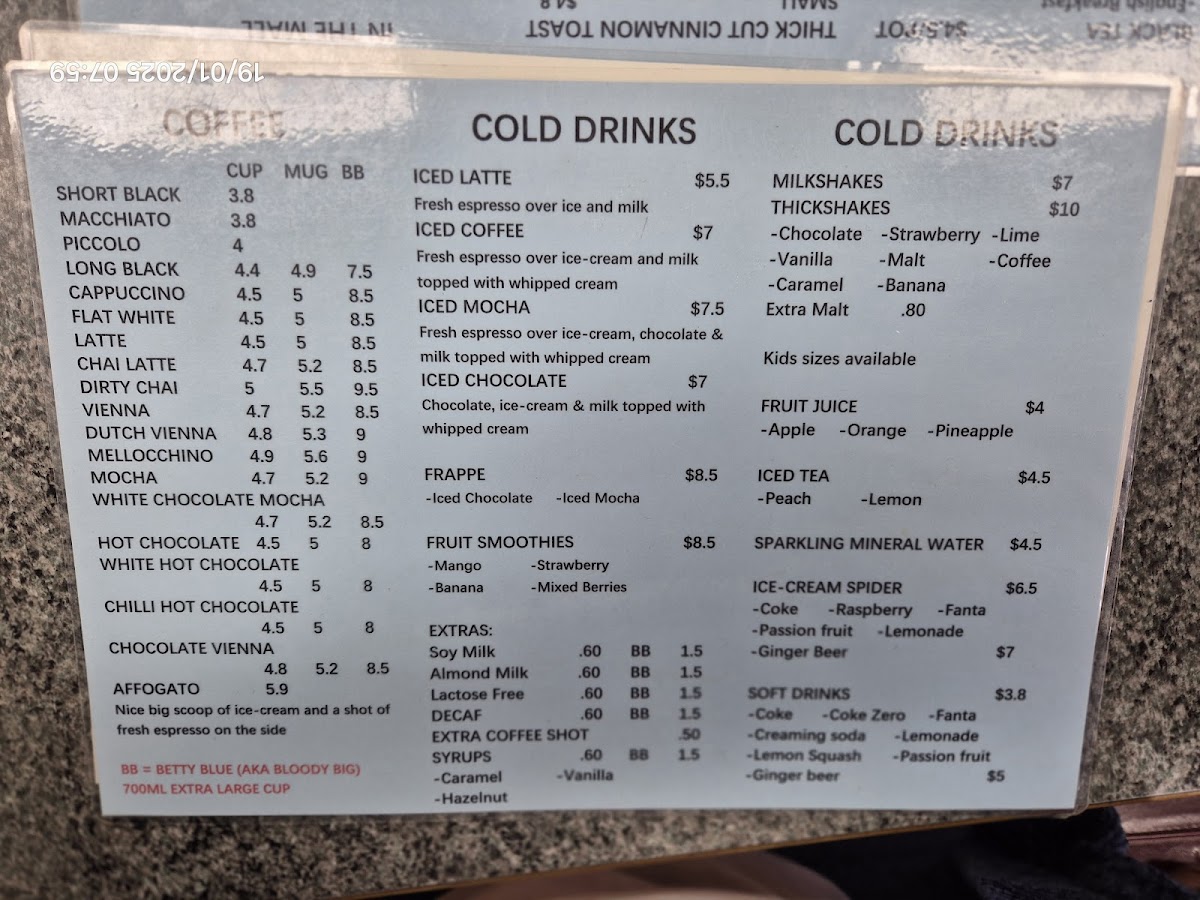 BLACK TEA $4.5/POT
-English Breakfast
THICK CUT CINNAMON TOAST
SMALL $4.8
IN THE WALL
19/01/2025 07:59
COFFEE
CUP MUG BB
SHORT BLACK 3.8
MACCHIATO 3.8
PICCOLO 4
LONG BLACK 4.4 4.9 7.5
CAPPUCCINO 4.5 5 8.5
FLAT WHITE 4.5 5 8.5
LATTE 4.5 5 8.5
CHAI LATTE 4.7 5.2 8.5
DIRTY CHAI 5 5.5 9.5
VIENNA 4.7 5.2 8.5
DUTCH VIENNA 4.8 5.3 9
MELLOCCHINO 4.9 5.6 9
MOCHA 4.7 5.2 9
WHITE CHOCOLATE MOCHA
4.7 5.2 8.5
HOT CHOCOLATE 4.5 5 8
WHITE HOT CHOCOLATE
4.5 5 8
CHILLI HOT CHOCOLATE
4.5 5 8
CHOCOLATE VIENNA
4.8 5.2 8.5
AFFOGATO 5.9
Nice big scoop of ice-cream and a shot of
fresh espresso on the side
BB = BETTY BLUE (AKA BLOODY BIG)
700ML EXTRA LARGE CUP
COLD DRINKS
ICED LATTE $5.5
Fresh espresso over ice and milk
ICED COFFEE $7
Fresh espresso over ice-cream and milk
topped with whipped cream
ICED MOCHA $7.5
Fresh espresso over ice-cream, chocolate &
milk topped with whipped cream
ICED CHOCOLATE $7
Chocolate, ice-cream & milk topped with
whipped cream
FRAPPE $8.5
-Iced Chocolate -Iced Mocha
FRUIT SMOOTHIES $8.5
-Mango -Strawberry
-Banana -Mixed Berries
EXTRAS:
Soy Milk .60 BB 1.5
Almond Milk .60 BB 1.5
Lactose Free .60 BB 1.5
DECAF .60 BB 1.5
EXTRA COFFEE SHOT .50
SYRUPS .60 BB 1.5
-Caramel -Vanilla
-Hazelnut
COLD DRINKS
MILKSHAKES $7
THICKSHAKES $10
-Chocolate -Strawberry -Lime
-Vanilla -Malt -Coffee
-Caramel -Banana
Extra Malt .80
Kids sizes available
FRUIT JUICE $4
-Apple -Orange -Pineapple
ICED TEA $4.5
-Peach -Lemon
SPARKLING MINERAL WATER $4.5
ICE-CREAM SPIDER $6.5
-Coke -Raspberry -Fanta
-Passion fruit -Lemonade
-Ginger Beer $7
SOFT DRINKS $3.8
-Coke -Coke Zero -Fanta
-Creaming soda -Lemonade
-Lemon Squash -Passion fruit
-Ginger beer $5